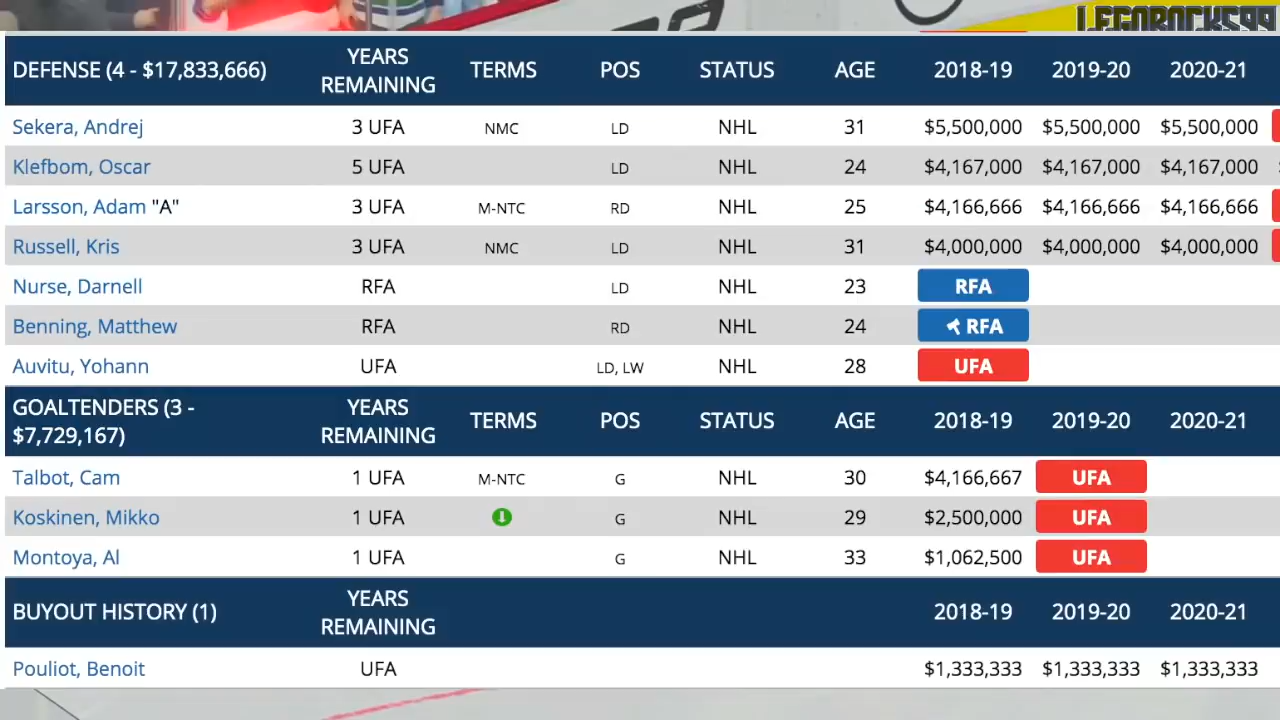 LEGOROCKS99
DEFENSE (4 - $17,833,666) YEARS REMAINING TERMS POS STATUS AGE 2018-19 2019-20 2020-21
Sekera, Andrej 3 UFA NMC LD NHL 31 $5,500,000 $5,500,000 $5,500,000
Klefbom, Oscar 5 UFA LD NHL 24 $4,167,000 $4,167,000 $4,167,000
Larsson, Adam "A" 3 UFA M-NTC RD NHL 25 $4,166,666 $4,166,666 $4,166,666
Russell, Kris 3 UFA NMC LD NHL 31 $4,000,000 $4,000,000 $4,000,000
Nurse, Darnell RFA LD NHL 23 RFA
Benning, Matthew RFA RD NHL 24 RFA
Auvitu, Yohann UFA LD, LW NHL 28 UFA
GOALTENDERS (3 - $7,729,167) YEARS REMAINING TERMS POS STATUS AGE 2018-19 2019-20 2020-21
Talbot, Cam 1 UFA M-NTC G NHL 30 $4,166,667 UFA
Koskinen, Mikko 1 UFA G NHL 29 $2,500,000 UFA
Montoya, Al 1 UFA G NHL 33 $1,062,500 UFA
BUYOUT HISTORY (1) YEARS REMAINING 2018-19 2019-20 2020-21
Pouliot, Benoit UFA $1,333,333 $1,333,333 $1,333,333